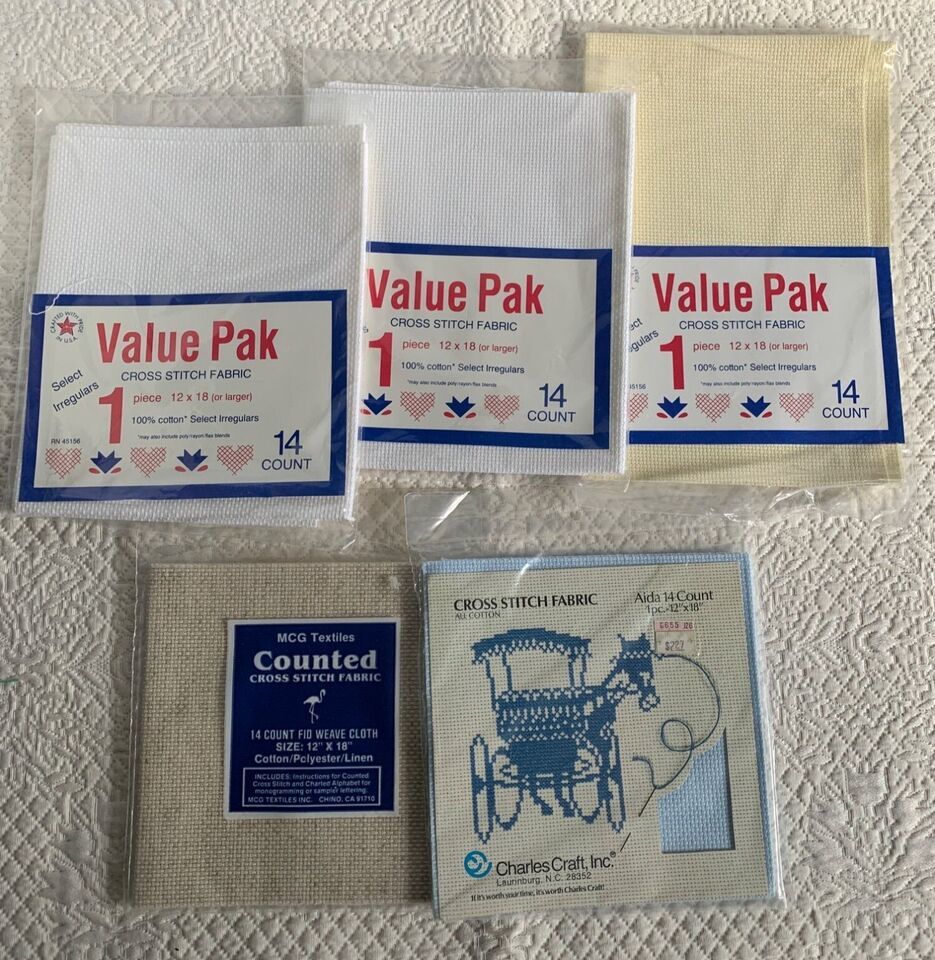 CRAFTED WITH PRIDE
IN U.S.A.
Value Pak
CROSS STITCH FABRIC
Select
Irregulars
1 piece 12 x 18 (or larger)
100% cotton* Select Irregulars
*may also include poly/rayon/flax blends
RN 45156
14
COUNT
Value Pak
CROSS STITCH FABRIC
1 piece 12 x 18 (or larger)
100% cotton* Select Irregulars
*may also include poly/rayon/flax blends
14
COUNT
Value Pak
CROSS STITCH FABRIC
ect
gulars
1 piece 12 x 18 (or larger)
100% cotton* Select Irregulars
*may also include poly/rayon/flax blends
45156
14
COUNT
MCG Textiles
Counted
CROSS STITCH FABRIC
14 COUNT FID WEAVE CLOTH
SIZE: 12" X 18"
Cotton/Polyester/Linen
INCLUDES: Instructions for Counted
Cross Stitch and Charted Alphabet for
monogramming or sampler lettering.
MCG TEXTILES INC. CHINO, CA 91710
CROSS STITCH FABRIC
ALL COTTON
Aida 14 Count
1pc.-12"x18"
$2.27
Charles Craft, Inc.®
Laurinburg, N.C. 28352
If it's worth your time, it's worth Charles Craft!